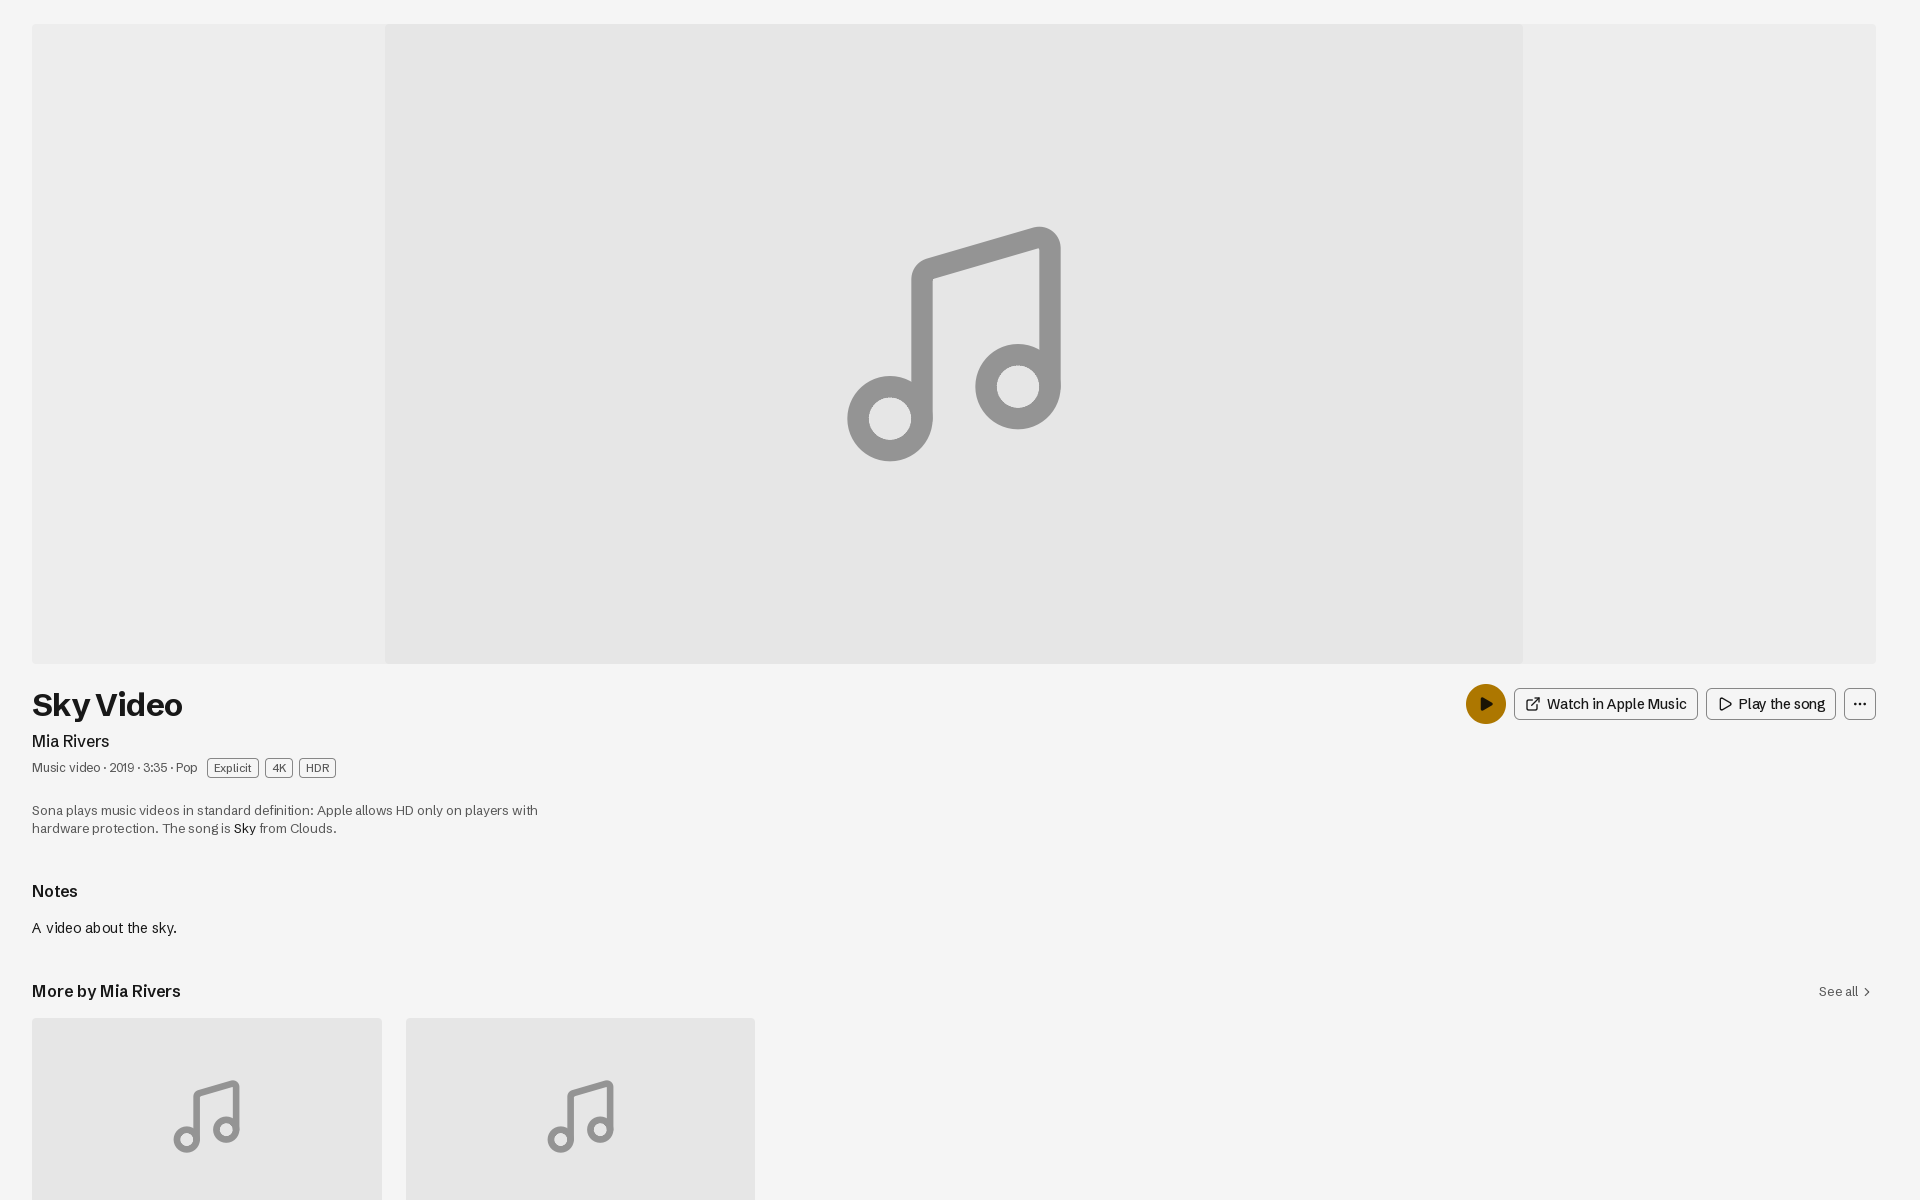 Sky Video
Watch in Apple Music
Play the song
Mia Rivers
Music video · 2019 · 3:35 · Pop Explicit 4K HDR
Sona plays music videos in standard definition: Apple allows HD only on players with
hardware protection. The song is Sky from Clouds.
Notes
A video about the sky.
More by Mia Rivers
See all